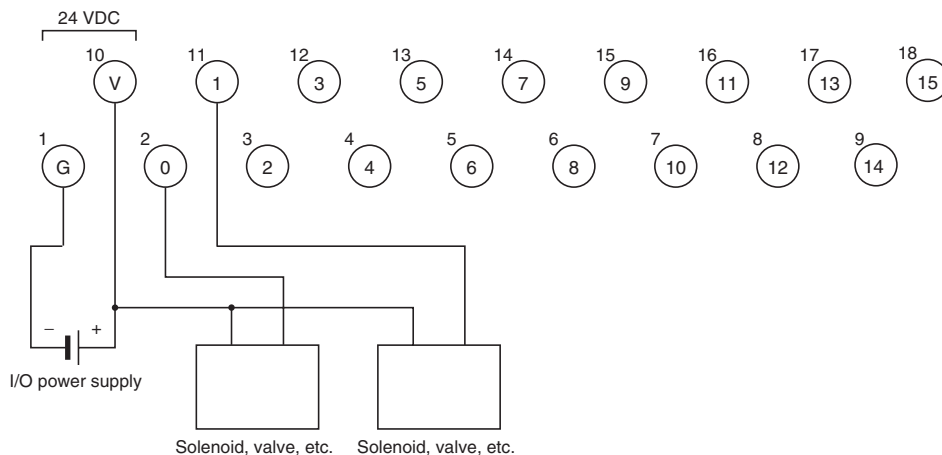 24 VDC
10 11 12 13 14 15 16 17 18
V 1 3 5 7 9 11 13 15
1 2 3 4 5 6 7 8 9
G 0 2 4 6 8 10 12 14
– +
I/O power supply
Solenoid, valve, etc. Solenoid, valve, etc.